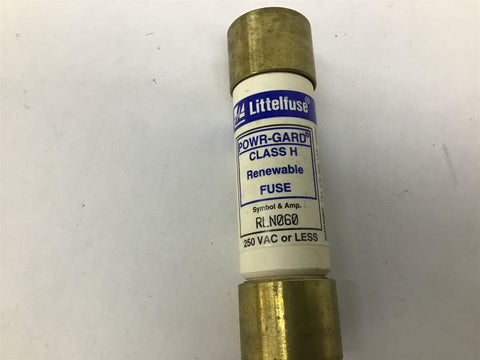 Littelfuse®
POWR-GARD®
CLASS H
Renewable
FUSE
Symbol & Amp.
RLN060
250 VAC or LESS